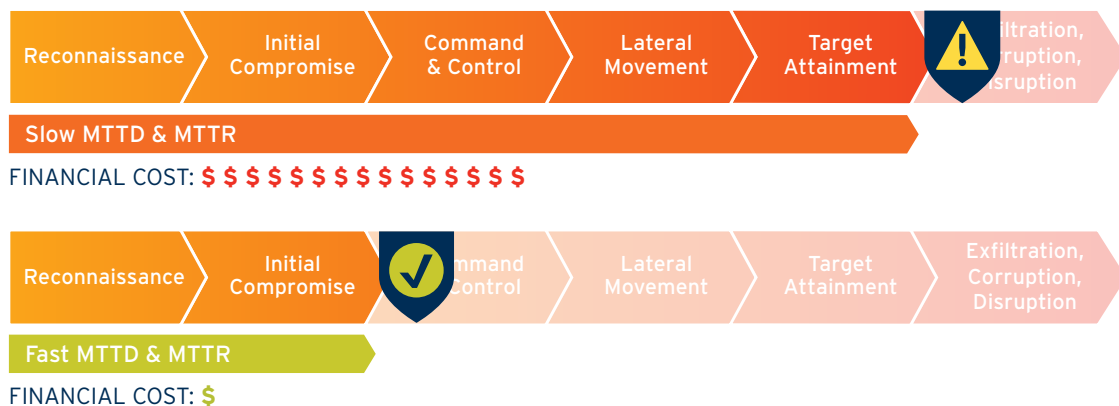 Reconnaissance
Initial
Compromise
Command
& Control
Lateral
Movement
Target
Attainment
Slow MTTD & MTTR
FINANCIAL COST: $ $ $ $ $ $ $ $ $ $ $ $ $ $ $
Reconnaissance
Initial
Compromise
Control
Lateral
Movement
Target
Attainment
Exfiltration,
Corruption,
Disruption
Fast MTTD & MTTR
FINANCIAL COST: $